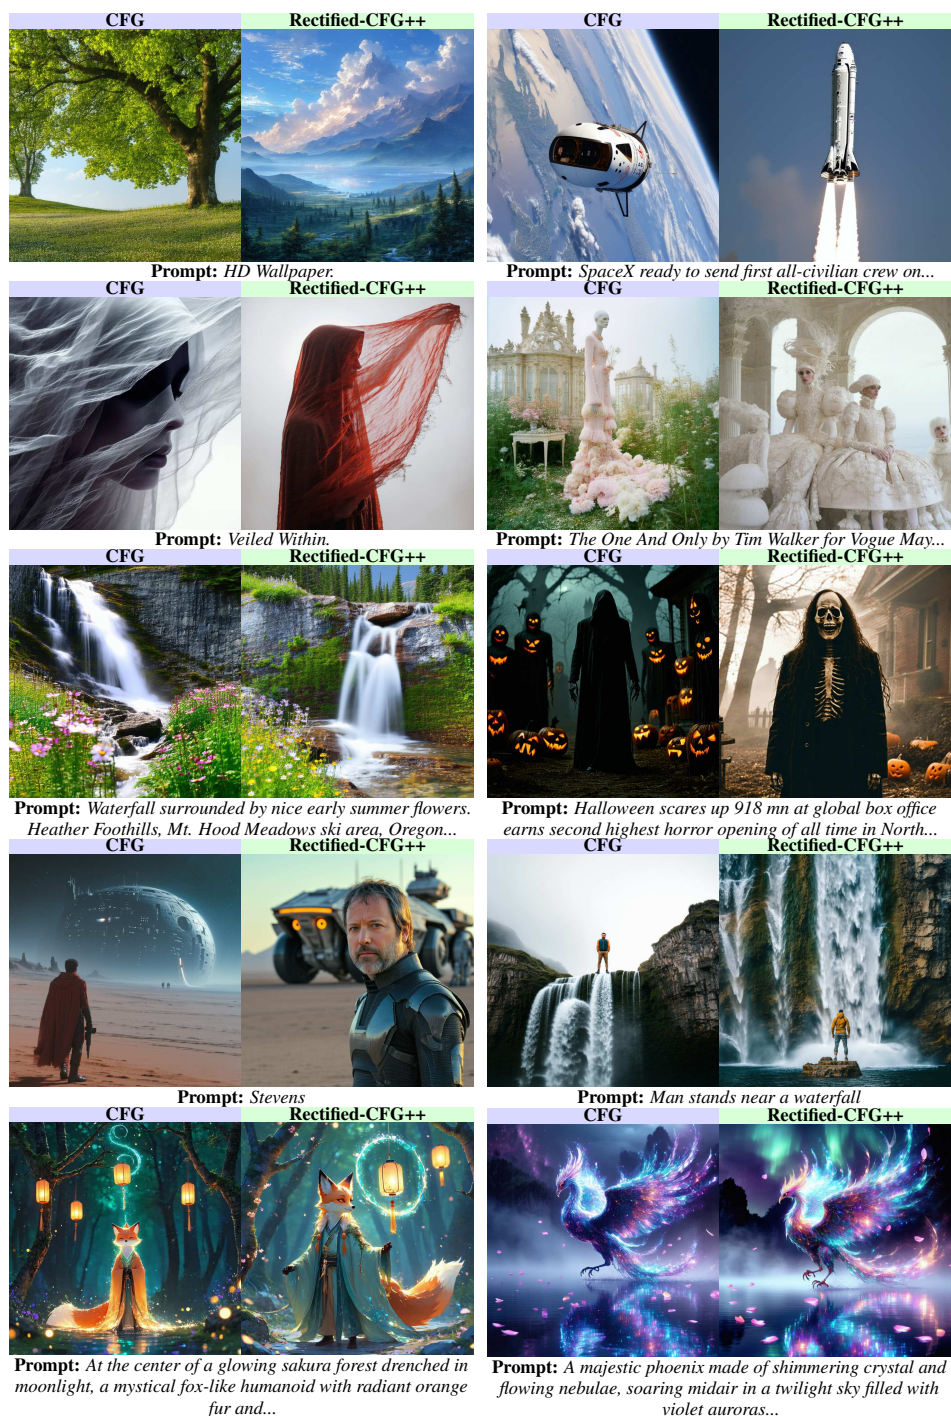 CFG Rectified-CFG++
Prompt: HD Wallpaper.
CFG Rectified-CFG++
Prompt: SpaceX ready to send first all-civilian crew on...
CFG Rectified-CFG++
Prompt: Veiled Within.
CFG Rectified-CFG++
Prompt: The One And Only by Tim Walker for Vogue May...
CFG Rectified-CFG++
Prompt: Waterfall surrounded by nice early summer flowers.
Heather Foothills, Mt. Hood Meadows ski area, Oregon...
CFG Rectified-CFG++
Prompt: Halloween scares up 918 mn at global box office
earns second highest horror opening of all time in North...
CFG Rectified-CFG++
Prompt: Stevens
CFG Rectified-CFG++
Prompt: Man stands near a waterfall
CFG Rectified-CFG++
Prompt: At the center of a glowing sakura forest drenched in
moonlight, a mystical fox-like humanoid with radiant orange
fur and...
CFG Rectified-CFG++
Prompt: A majestic phoenix made of shimmering crystal and
flowing nebulae, soaring midair in a twilight sky filled with
violet auroras...